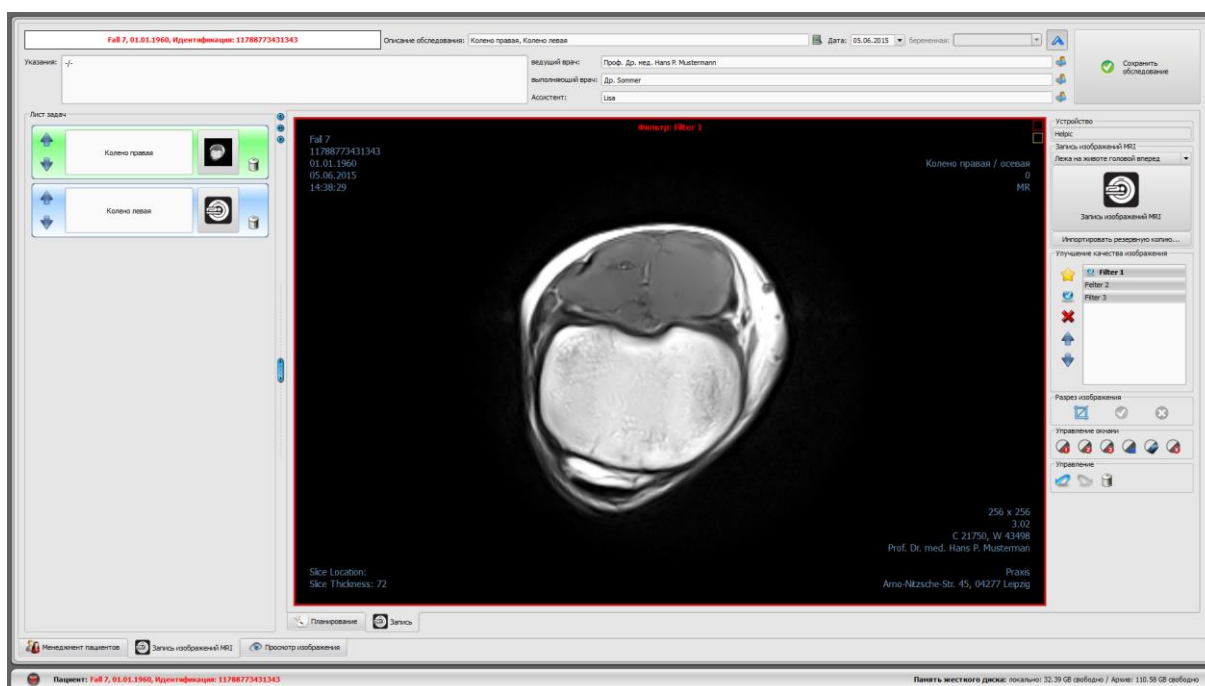 Fall 7, 01.01.1960, Идентификация: 11788773431343
Описание обследования: Колено правая, Колено левая
Дата: 05.06.2015
беременная:
Указания: -/-
ведущий врач: Проф. Др. мед. Hans P. Mustermann
выполняющий врач: Др. Sommer
Ассистент: Lisa
Сохранить обследование
Лист задач
Колено правая
Колено левая
Фильтр: Filter 1
Fall 7
11788773431343
01.01.1960
05.06.2015
14:38:29
Колено правая / осевая
0
MR
256 x 256
3.02
C 21750, W 43498
Prof. Dr. med. Hans P. Musterman
Slice Location:
Slice Thickness: 72
Praxis
Arno-Nitzsche-Str. 45, 04277 Leipzig
Устройство
Helpic
Запись изображений MRI
Лежа на животе головой вперед
Запись изображений MRI
Импортировать резервную копию...
Улучшение качества изображения
Filter 1
Felter 2
Filter 3
Разрез изображения
Управление окнами
Управление
Планирование
Запись
Менеджмент пациентов
Запись изображений MRI
Просмотр изображения
Пациент: Fall 7, 01.01.1960, Идентификация: 11788773431343
Память жесткого диска: локально: 32.39 GB свободно / Архив: 110.58 GB свободно